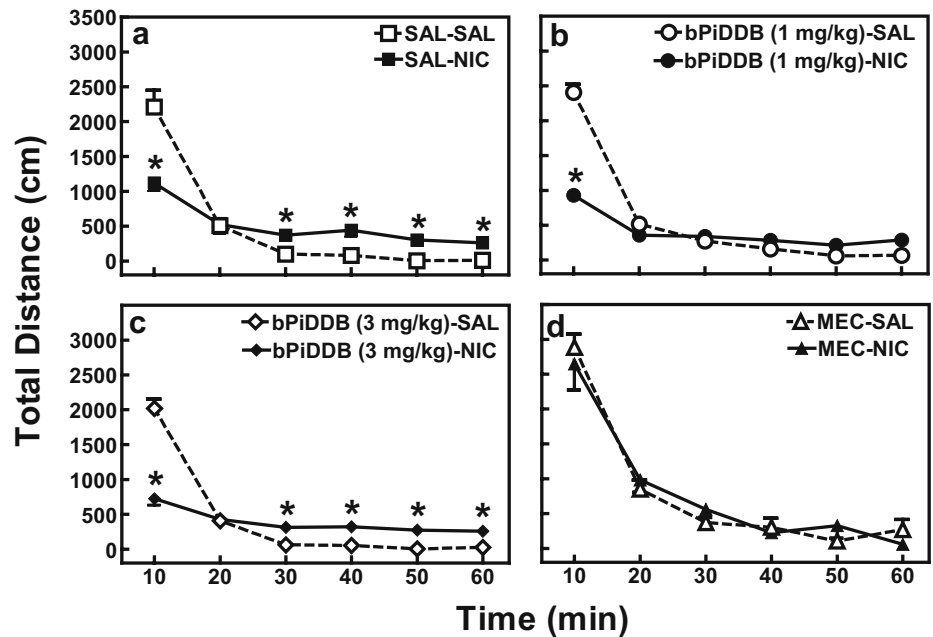 Total Distance (cm)
3500
3000
2500
2000
1500
1000
500
0
a
SAL-SAL
SAL-NIC
*
* * * *
b
bPiDDB (1 mg/kg)-SAL
bPiDDB (1 mg/kg)-NIC
*
3000
2500
2000
1500
1000
500
0
c
bPiDDB (3 mg/kg)-SAL
bPiDDB (3 mg/kg)-NIC
*
* * * *
10 20 30 40 50 60
d
MEC-SAL
MEC-NIC
10 20 30 40 50 60
Time (min)